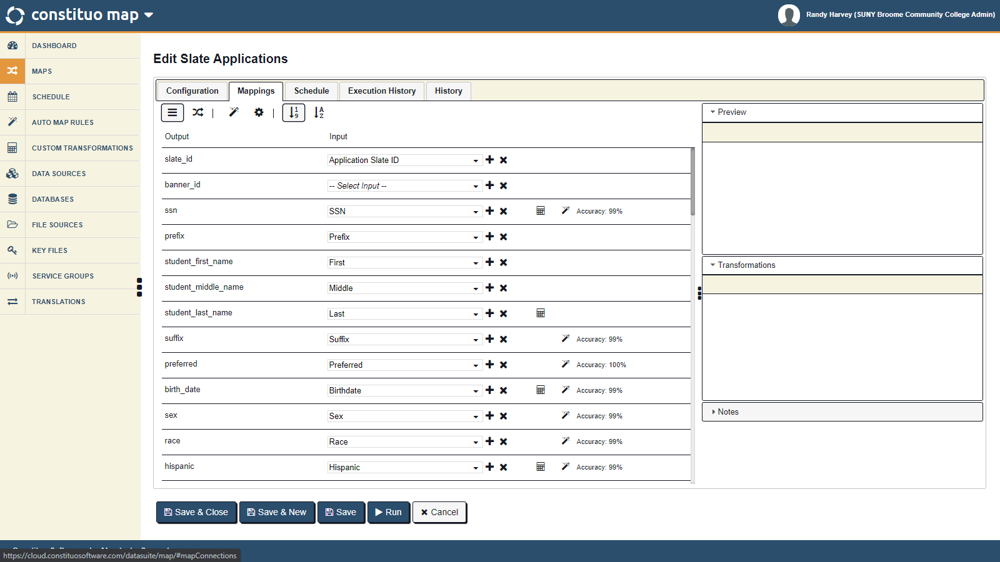 constituo map
Randy Harvey (SUNY Broome Community College Admin)
DASHBOARD
MAPS
SCHEDULE
AUTO MAP RULES
CUSTOM TRANSFORMATIONS
DATA SOURCES
DATABASES
FILE SOURCES
KEY FILES
SERVICE GROUPS
TRANSLATIONS
Edit Slate Applications
Configuration Mappings Schedule Execution History History
Output Input
slate_id Application Slate ID
banner_id -- Select Input --
ssn SSN Accuracy: 99%
prefix Prefix
student_first_name First
student_middle_name Middle
student_last_name Last
suffix Suffix Accuracy: 99%
preferred Preferred Accuracy: 100%
birth_date Birthdate Accuracy: 99%
sex Sex Accuracy: 99%
race Race Accuracy: 99%
hispanic Hispanic Accuracy: 99%
Preview
Transformations
Notes
Save & Close Save & New Save Run Cancel
https://cloud.constituosoftware.com/datasuite/map/#mapConnections